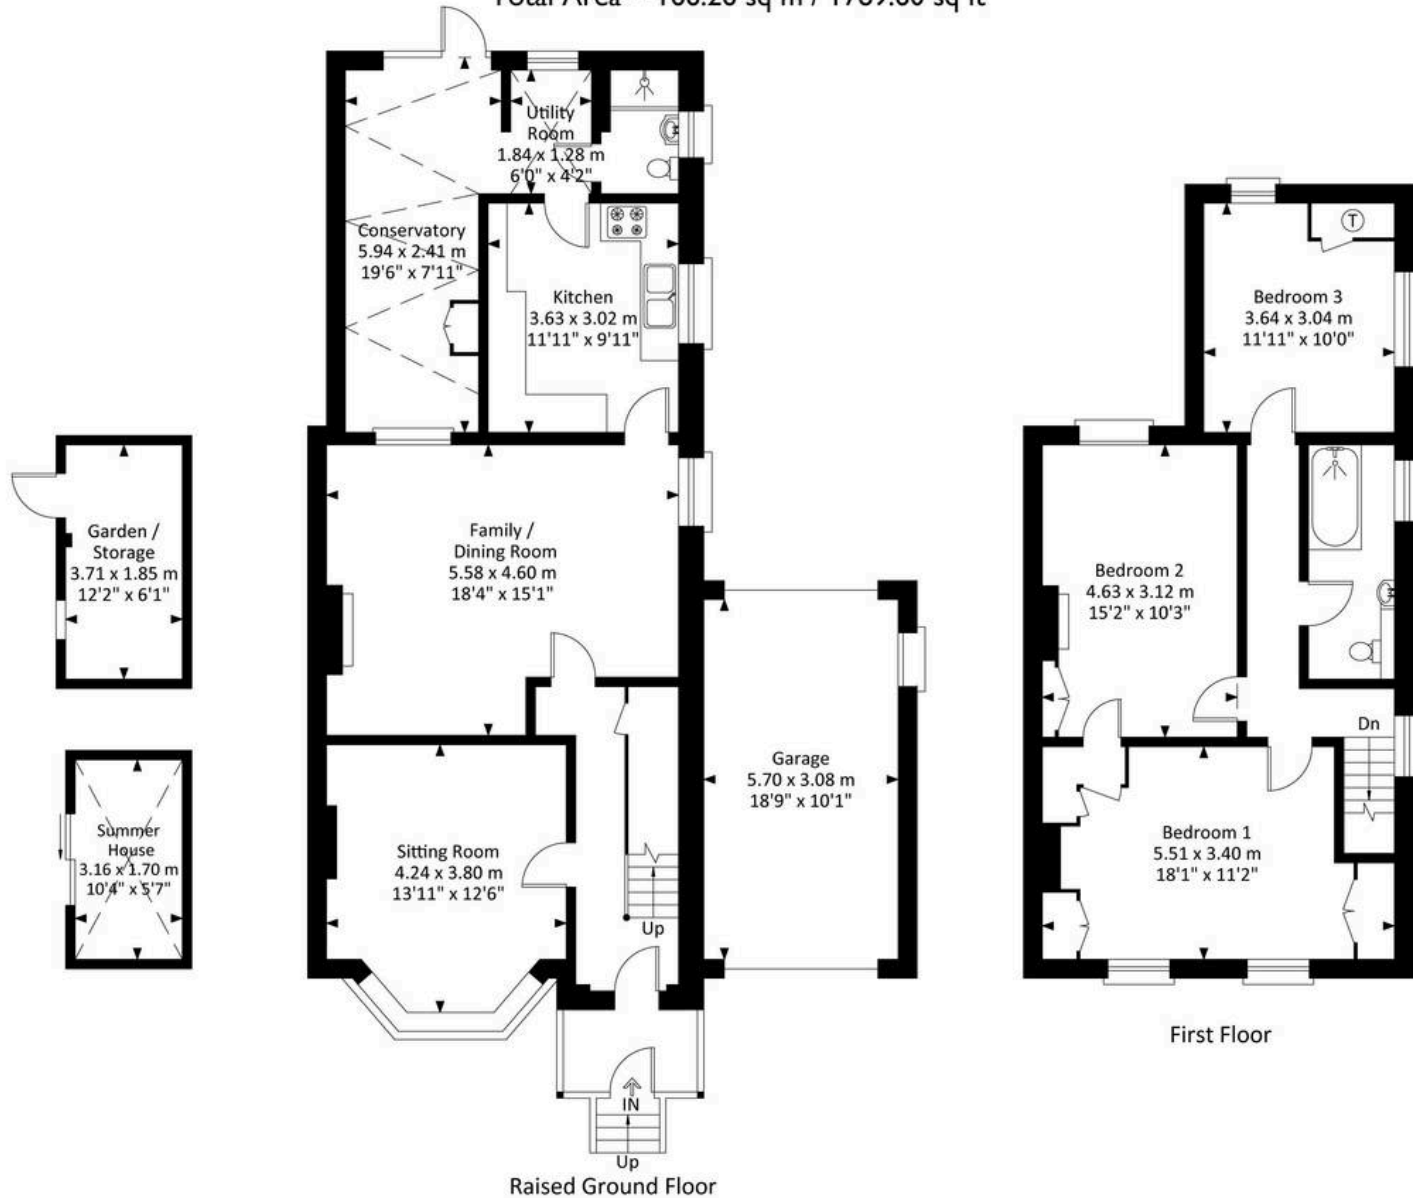 Utility
Room
1.84 x 1.28 m
6'0" x 4'2"
Conservatory
5.94 x 2.41 m
19'6" x 7'11"
Kitchen
3.63 x 3.02 m
11'11" x 9'11"
Family /
Dining Room
5.58 x 4.60 m
18'4" x 15'1"
Garden /
Storage
3.71 x 1.85 m
12'2" x 6'1"
Summer
House
3.16 x 1.70 m
10'4" x 5'7"
Sitting Room
4.24 x 3.80 m
13'11" x 12'6"
Up
Garage
5.70 x 3.08 m
18'9" x 10'1"
IN
Up
Raised Ground Floor
T
Bedroom 3
3.64 x 3.04 m
11'11" x 10'0"
Bedroom 2
4.63 x 3.12 m
15'2" x 10'3"
Dn
Bedroom 1
5.51 x 3.40 m
18'1" x 11'2"
First Floor